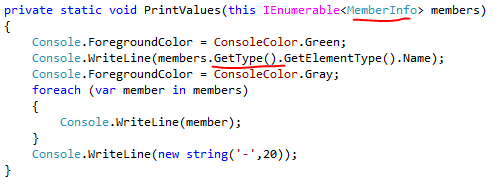 private static void PrintValues(this IEnumerable<MemberInfo> members)
{
    Console.ForegroundColor = ConsoleColor.Green;
    Console.WriteLine(members.GetType().GetElementType().Name);
    Console.ForegroundColor = ConsoleColor.Gray;
    foreach (var member in members)
    {
        Console.WriteLine(member);
    }
    Console.WriteLine(new string('-',20));
}